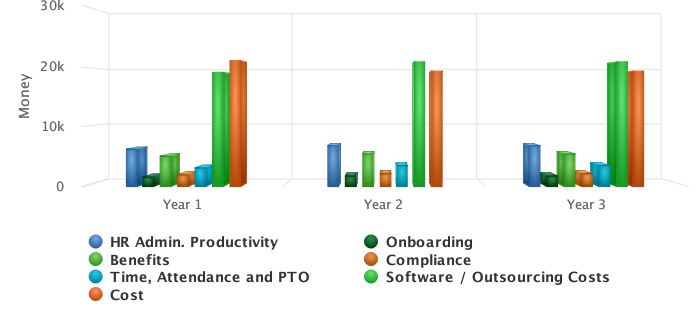 30k
20k
Money
10k
0
Year 1 Year 2 Year 3
HR Admin. Productivity Onboarding
Benefits Compliance
Time, Attendance and PTO Software / Outsourcing Costs
Cost